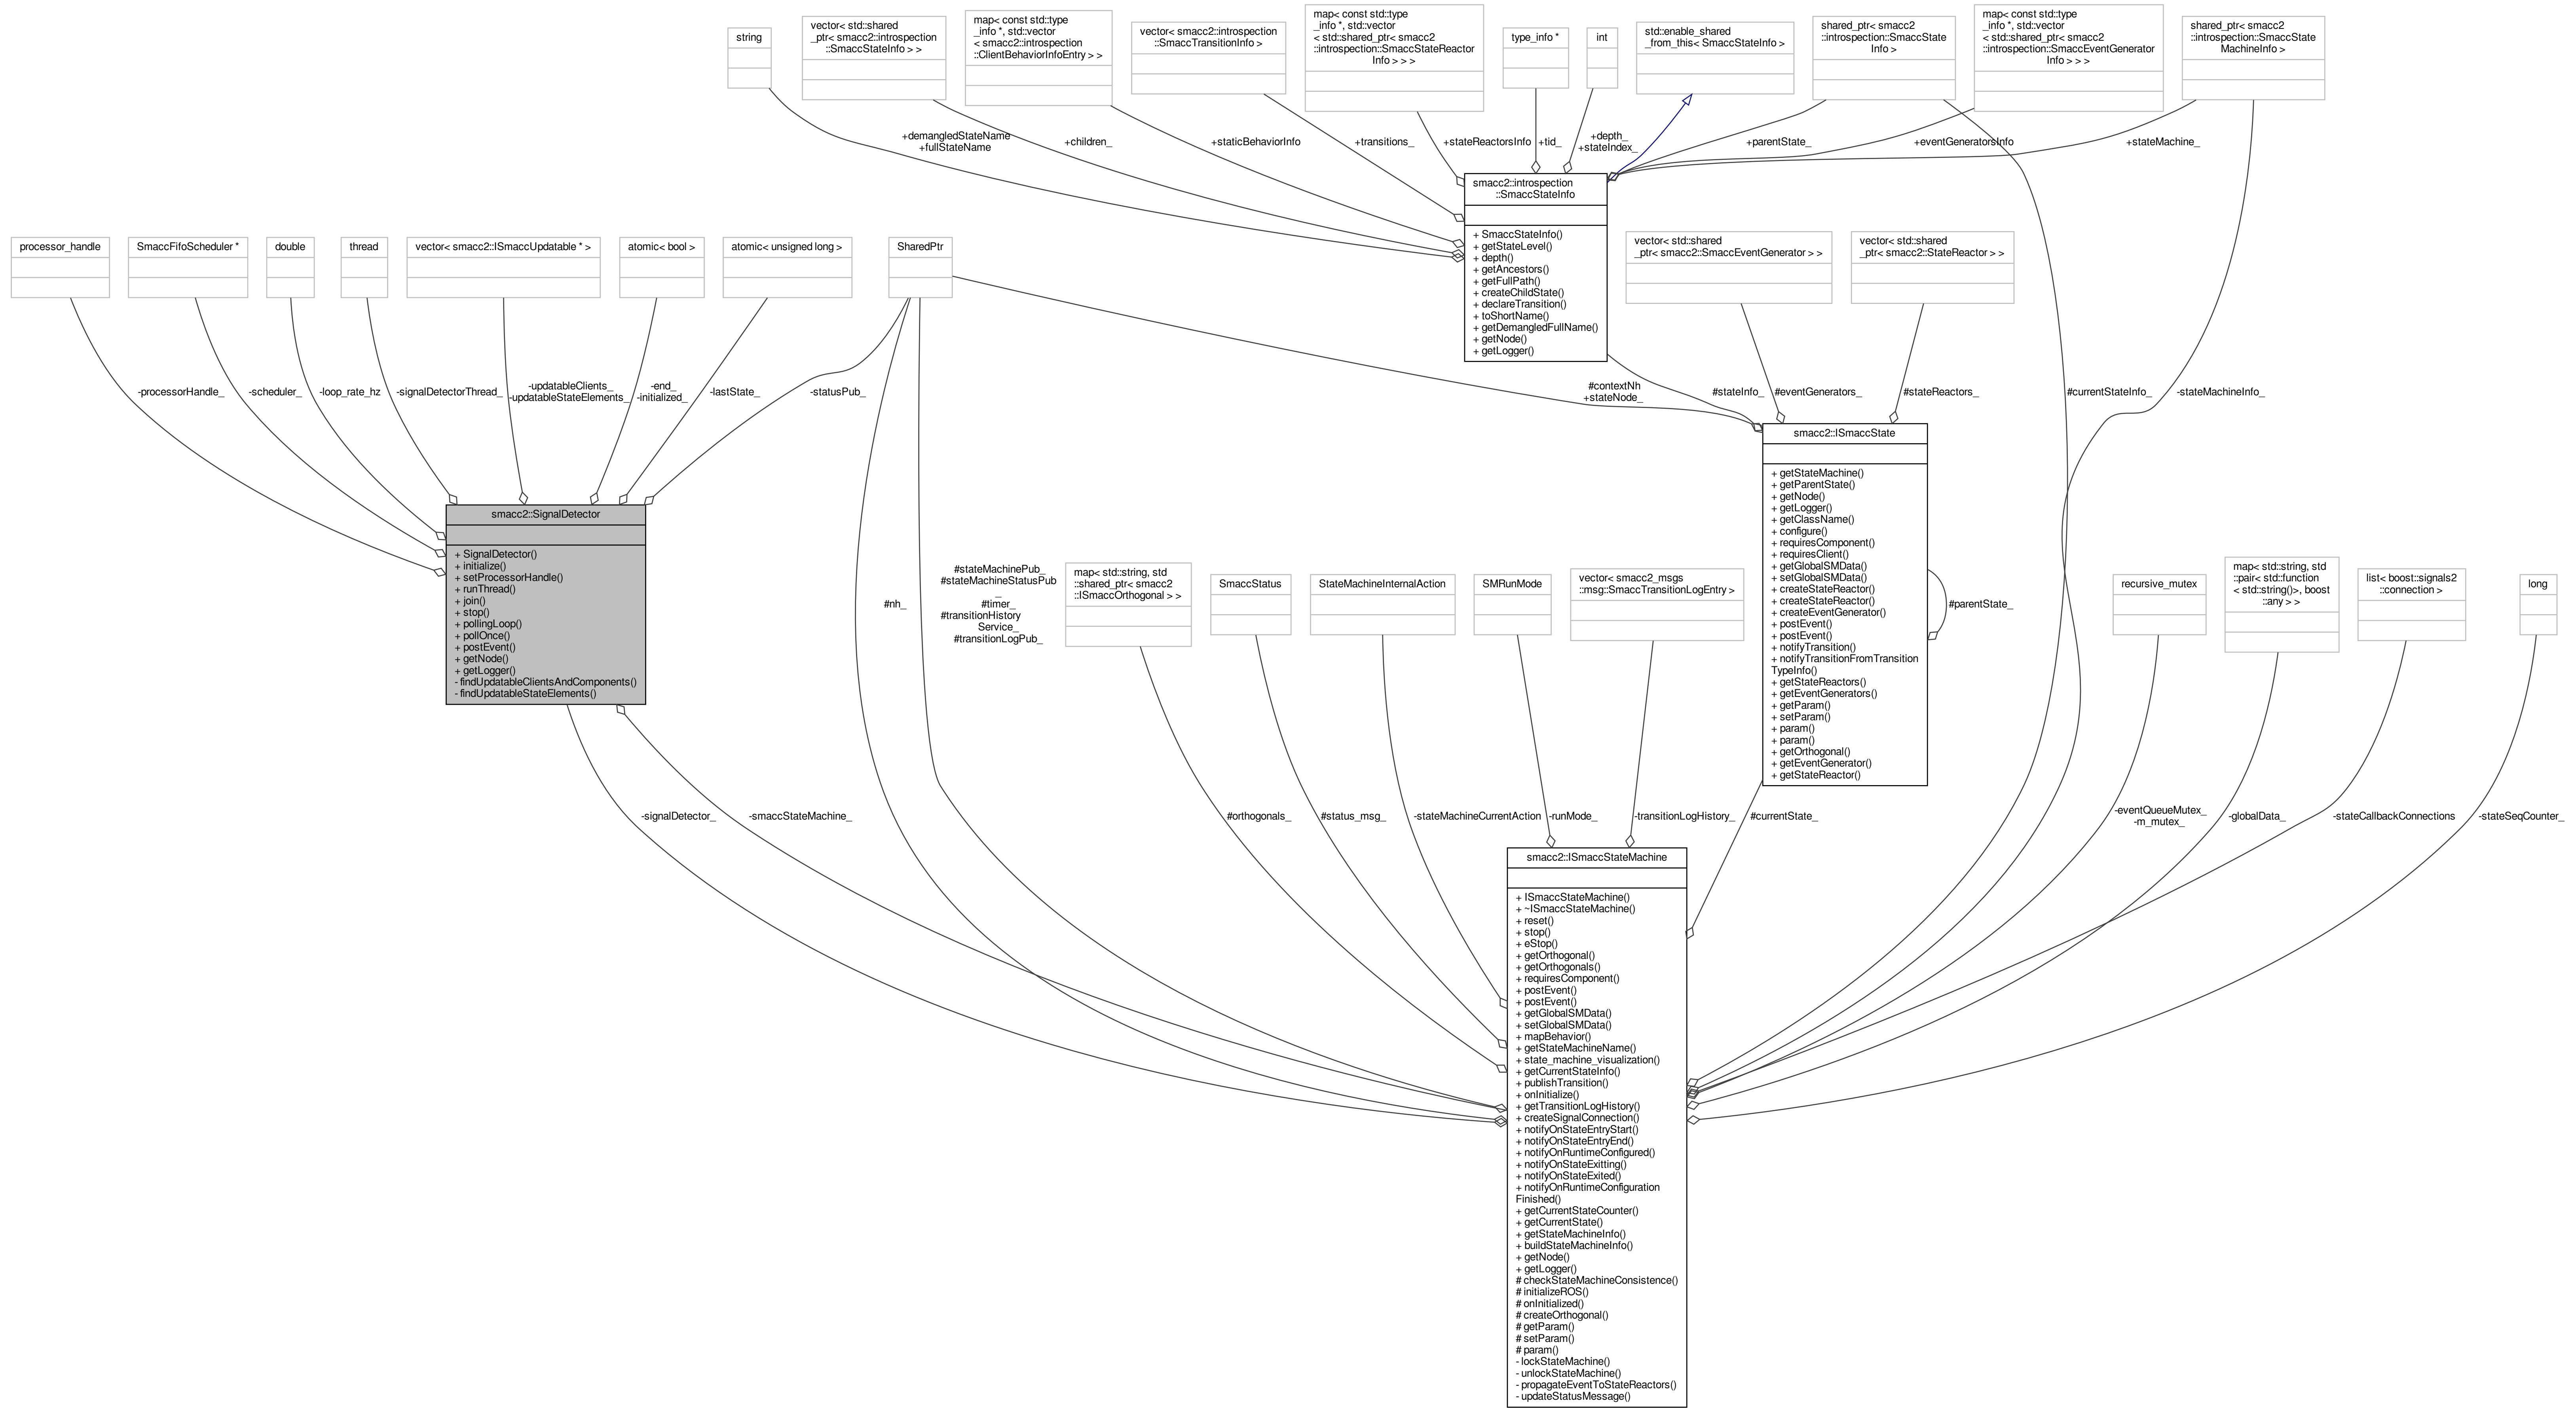 string
vector< std::shared
_ptr< smacc2::introspection
::SmaccStateInfo > >
map< const std::type
_info *, std::vector
< smacc2::introspection
::ClientBehaviorInfoEntry > >
vector< smacc2::introspection
::SmaccTransitionInfo >
map< const std::type
_info *, std::vector
< std::shared_ptr< smacc2
::introspection::SmaccStateReactor
Info > > >
type_info *
int
std::enable_shared
_from_this< SmaccStateInfo >
shared_ptr< smacc2
::introspection::SmaccState
Info >
map< const std::type
_info *, std::vector
< std::shared_ptr< smacc2
::introspection::SmaccEventGenerator
Info > > >
shared_ptr< smacc2
::introspection::SmaccState
MachineInfo >
+demangledStateName
+fullStateName
+children_
+staticBehaviorInfo
+transitions_
+stateReactorsInfo
+tid_
+depth_
+stateIndex_
+parentState_
+eventGeneratorsInfo
+stateMachine_
smacc2::introspection
::SmaccStateInfo
+ SmaccStateInfo()
+ getStateLevel()
+ depth()
+ getAncestors()
+ getFullPath()
+ createChildState()
+ declareTransition()
+ toShortName()
+ getDemangledFullName()
+ getNode()
+ getLogger()
processor_handle
SmaccFifoScheduler *
double
thread
vector< smacc2::ISmaccUpdatable * >
atomic< bool >
atomic< unsigned long >
SharedPtr
vector< std::shared
_ptr< smacc2::SmaccEventGenerator > >
vector< std::shared
_ptr< smacc2::StateReactor > >
-processorHandle_
-scheduler_
-loop_rate_hz
-signalDetectorThread_
-updatableClients_
-updatableStateElements_
-end_
-initialized_
-lastState_
-statusPub_
#contextNh
+stateNode_
#stateInfo_
#eventGenerators_
#stateReactors_
#currentStateInfo_
-stateMachineInfo_
smacc2::SignalDetector
+ SignalDetector()
+ initialize()
+ setProcessorHandle()
+ runThread()
+ join()
+ stop()
+ pollingLoop()
+ pollOnce()
+ postEvent()
+ getNode()
+ getLogger()
- findUpdatableClientsAndComponents()
- findUpdatableStateElements()
smacc2::ISmaccState
+ getStateMachine()
+ getParentState()
+ getNode()
+ getLogger()
+ getClassName()
+ configure()
+ requiresComponent()
+ requiresClient()
+ getGlobalSMData()
+ setGlobalSMData()
+ createStateReactor()
+ createStateReactor()
+ createEventGenerator()
+ postEvent()
+ postEvent()
+ notifyTransition()
+ notifyTransitionFromTransition
TypeInfo()
+ getStateReactors()
+ getEventGenerators()
+ getParam()
+ setParam()
+ param()
+ param()
+ getOrthogonal()
+ getEventGenerator()
+ getStateReactor()
#parentState_
#nh_
#stateMachinePub_
#stateMachineStatusPub
_
#timer_
#transitionHistory
Service_
#transitionLogPub_
map< std::string, std
::shared_ptr< smacc2
::ISmaccOrthogonal > >
SmaccStatus
StateMachineInternalAction
SMRunMode
vector< smacc2_msgs
::msg::SmaccTransitionLogEntry >
recursive_mutex
map< std::string, std
::pair< std::function
< std::string()>, boost
::any > >
list< boost::signals2
::connection >
long
-signalDetector_
-smaccStateMachine_
#orthogonals_
#status_msg_
-stateMachineCurrentAction
-runMode_
-transitionLogHistory_
#currentState_
-eventQueueMutex_
-m_mutex_
-globalData_
-stateCallbackConnections
-stateSeqCounter_
smacc2::ISmaccStateMachine
+ ISmaccStateMachine()
+ ~ISmaccStateMachine()
+ reset()
+ stop()
+ eStop()
+ getOrthogonal()
+ getOrthogonals()
+ requiresComponent()
+ postEvent()
+ postEvent()
+ getGlobalSMData()
+ setGlobalSMData()
+ mapBehavior()
+ getStateMachineName()
+ state_machine_visualization()
+ getCurrentStateInfo()
+ publishTransition()
+ onInitialize()
+ getTransitionLogHistory()
+ createSignalConnection()
+ notifyOnStateEntryStart()
+ notifyOnStateEntryEnd()
+ notifyOnRuntimeConfigured()
+ notifyOnStateExitting()
+ notifyOnStateExited()
+ notifyOnRuntimeConfiguration
Finished()
+ getCurrentStateCounter()
+ getCurrentState()
+ getStateMachineInfo()
+ buildStateMachineInfo()
+ getNode()
+ getLogger()
# checkStateMachineConsistence()
# initializeROS()
# onInitialized()
# createOrthogonal()
# getParam()
# setParam()
# param()
- lockStateMachine()
- unlockStateMachine()
- propagateEventToStateReactors()
- updateStatusMessage()